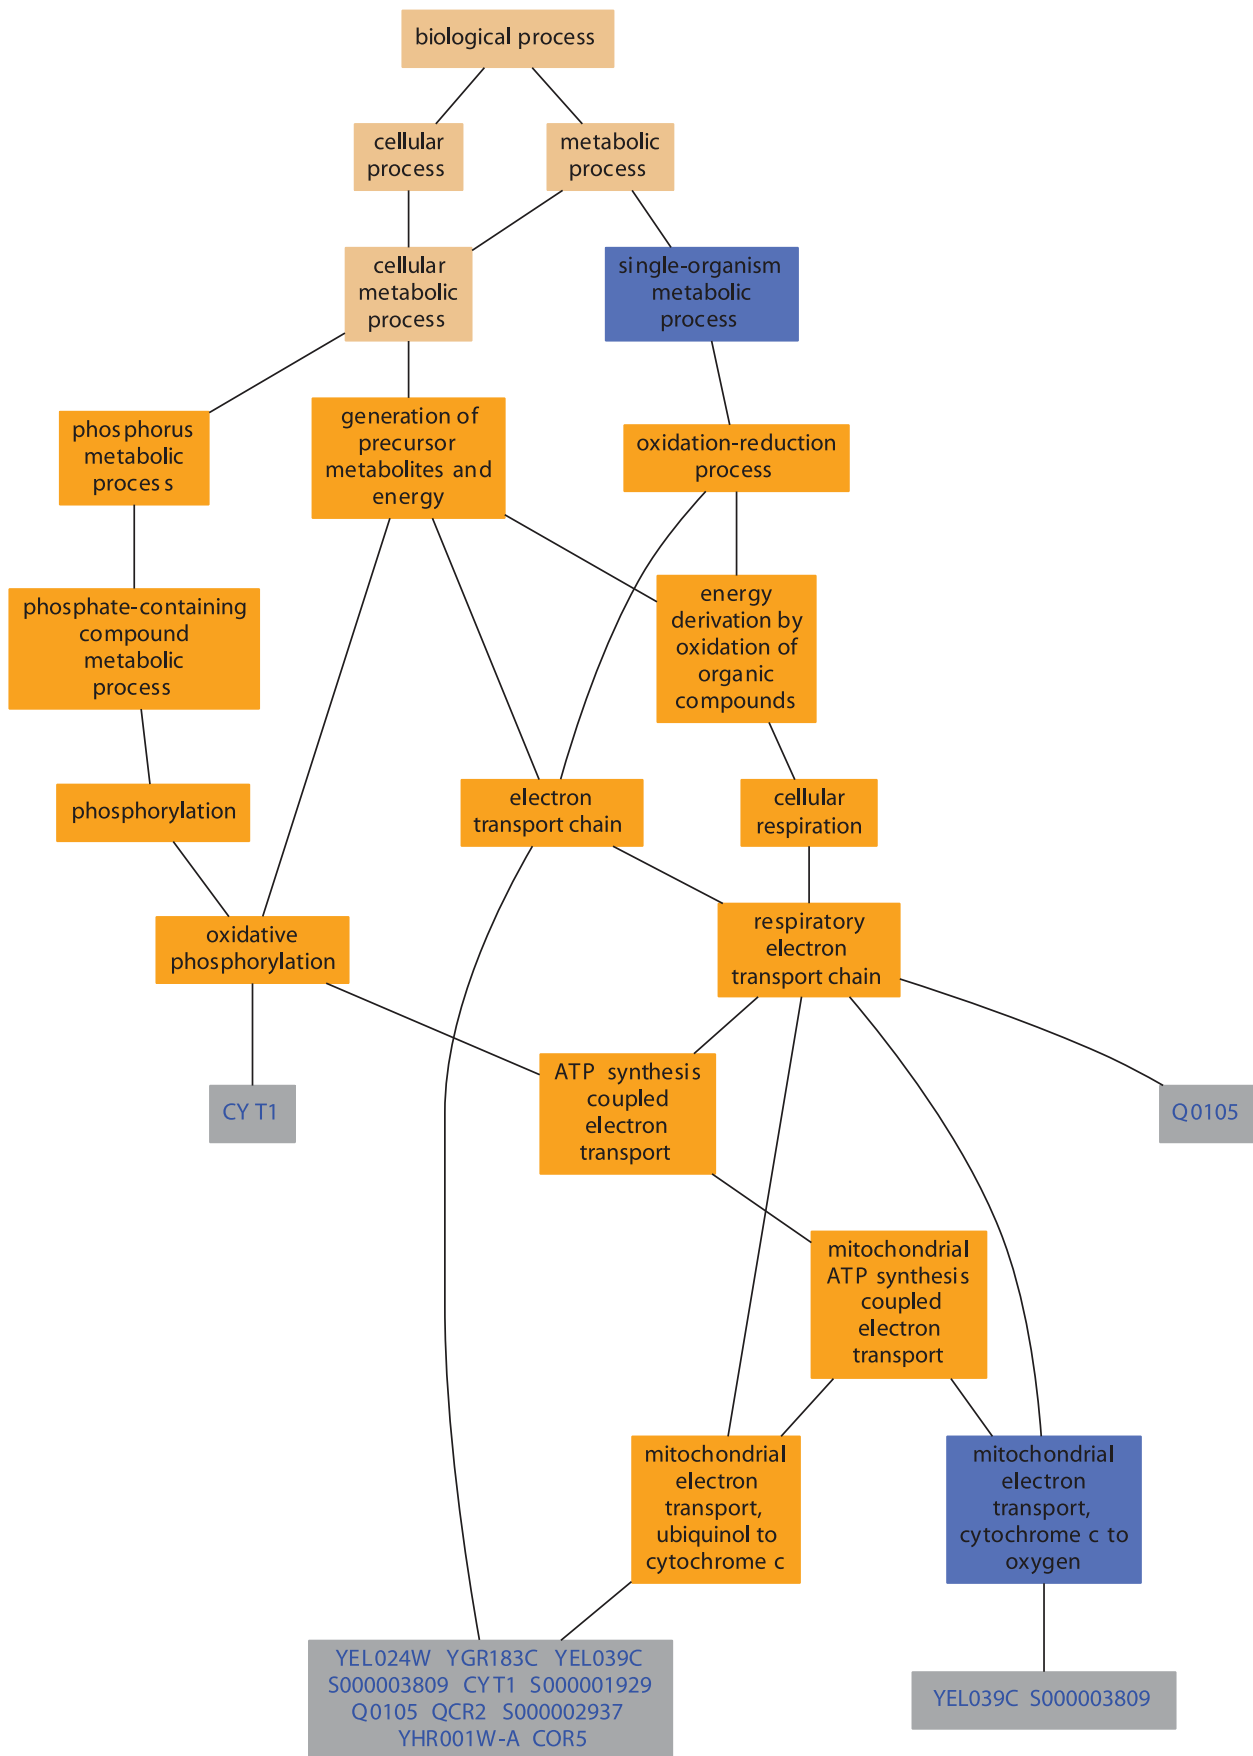 biological process
cellular
process
metabolic
process
cellular
metabolic
process
single-organism
metabolic
process
phosphorus
metabolic
process
generation of
precursor
metabolites and
energy
oxidation-reduction
process
phosphate-containing
compound
metabolic
process
energy
derivation by
oxidation of
organic
compounds
phosphorylation
electron
transport chain
cellular
respiration
oxidative
phosphorylation
respiratory
electron
transport chain
CYT1
ATP synthesis
coupled
electron
transport
Q0105
mitochondrial
ATP synthesis
coupled
electron
transport
mitochondrial
electron
transport,
ubiquinol to
cytochrome c
mitochondrial
electron
transport,
cytochrome c to
oxygen
YEL024W YGR183C YEL039C
S000003809 CYT1 S000001929
Q0105 QCR2 S000002937
YHR001W-A COR5
YEL039C S000003809